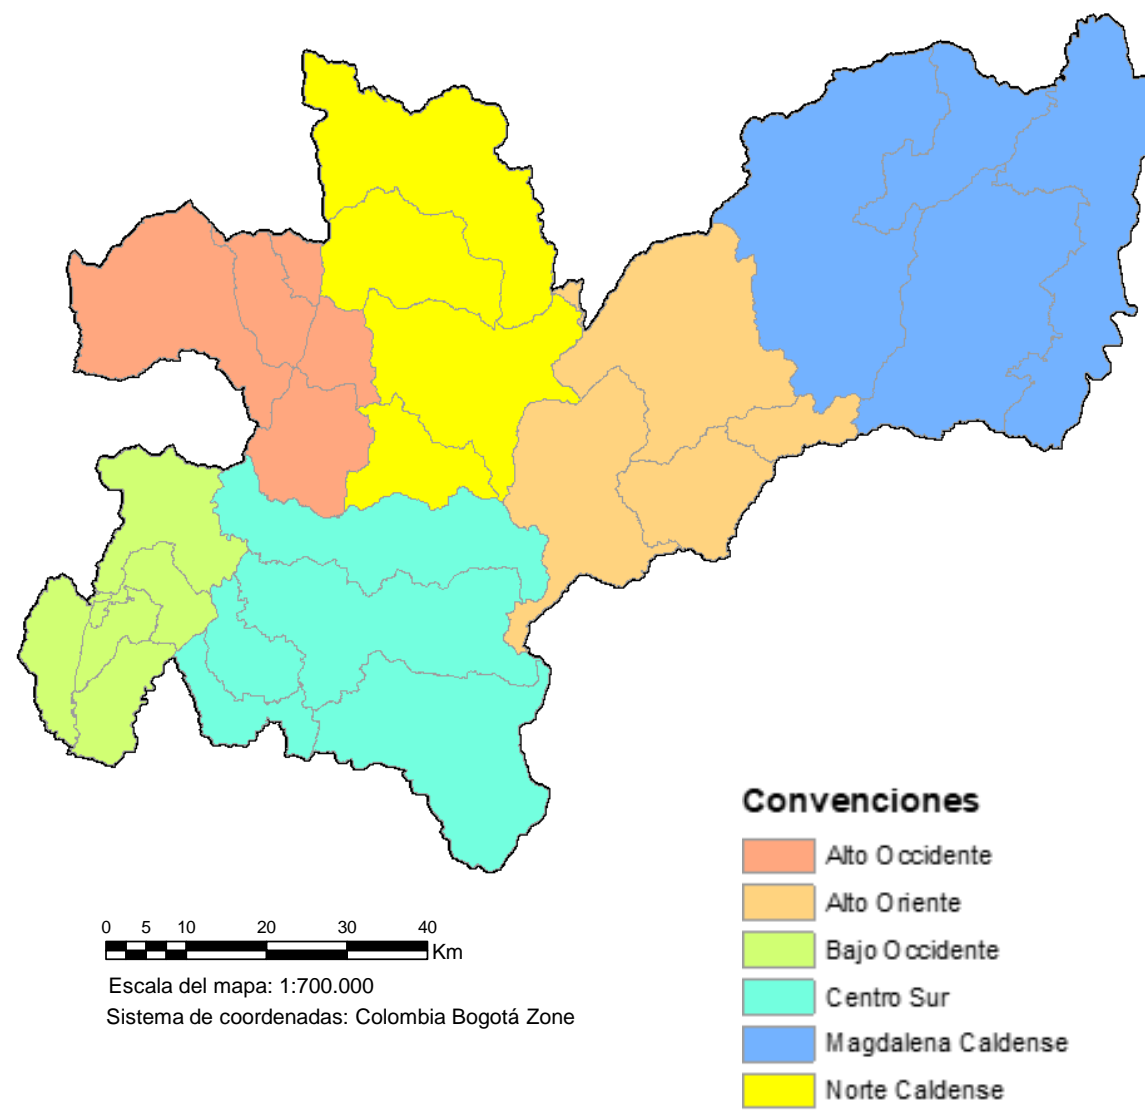 Convenciones
Alto Occidente
Alto Oriente
Bajo Occidente
Centro Sur
Magdalena Caldense
Norte Caldense
0 5 10 20 30 40
Km
Escala del mapa: 1:700.000
Sistema de coordenadas: Colombia Bogotá Zone